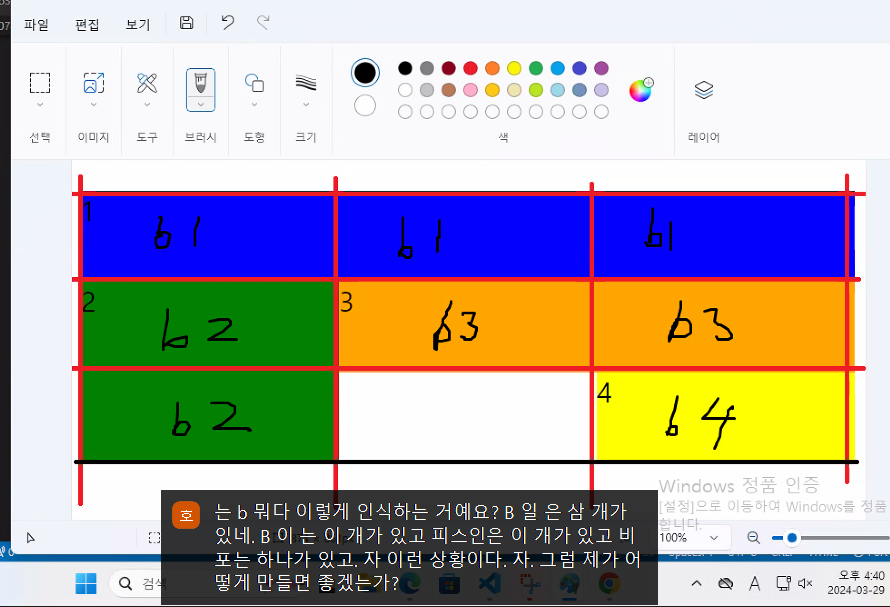 파일 편집 보기
선택 이미지 도구 브러시 도형 크기 색 레이어
1 b1 b1 b1
2 b2 3 b3 b3
b2 4 b4
Windows 정품 인증
[설정]으로 이동하여 Windows를 정품
합니다.
호
는 b 뭐다 이렇게 인식하는 거예요? B 일 은 삼 개가
있네. B 이 는 이 개가 있고 피스인은 이 개가 있고 비
포는 하나가 있고. 자 이런 상황이다. 자. 그럼 제가 어
떻게 만들면 좋겠는가?
100%
검색
A
오후 4:40
2024-03-29